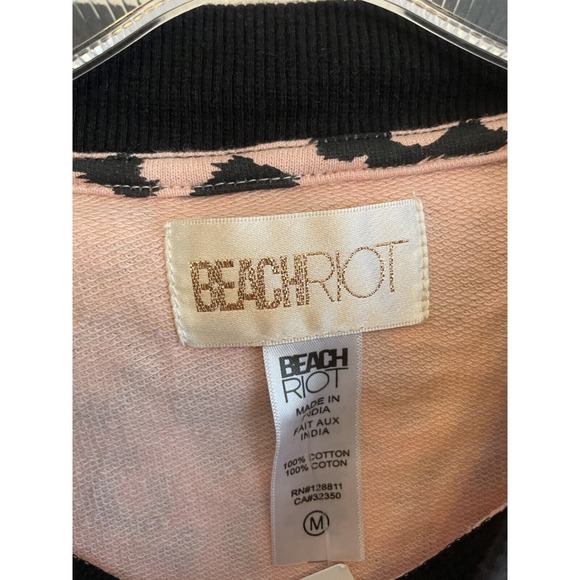 BEACHRIOT
BEACH
RIOT
MADE IN
INDIA
FAIT AUX
INDIA
100% COTTON
100% COTON
RN#128811
CA#32350
M